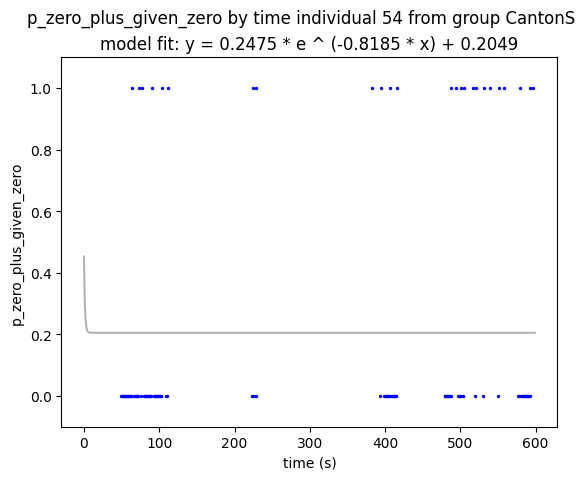 p_zero_plus_given_zero by time individual 54 from group CantonS
model fit: y = 0.2475 * e ^ (-0.8185 * x) + 0.2049
1.0
0.8
0.6
0.4
0.2
0.0
p_zero_plus_given_zero
0 100 200 300 400 500 600
time (s)